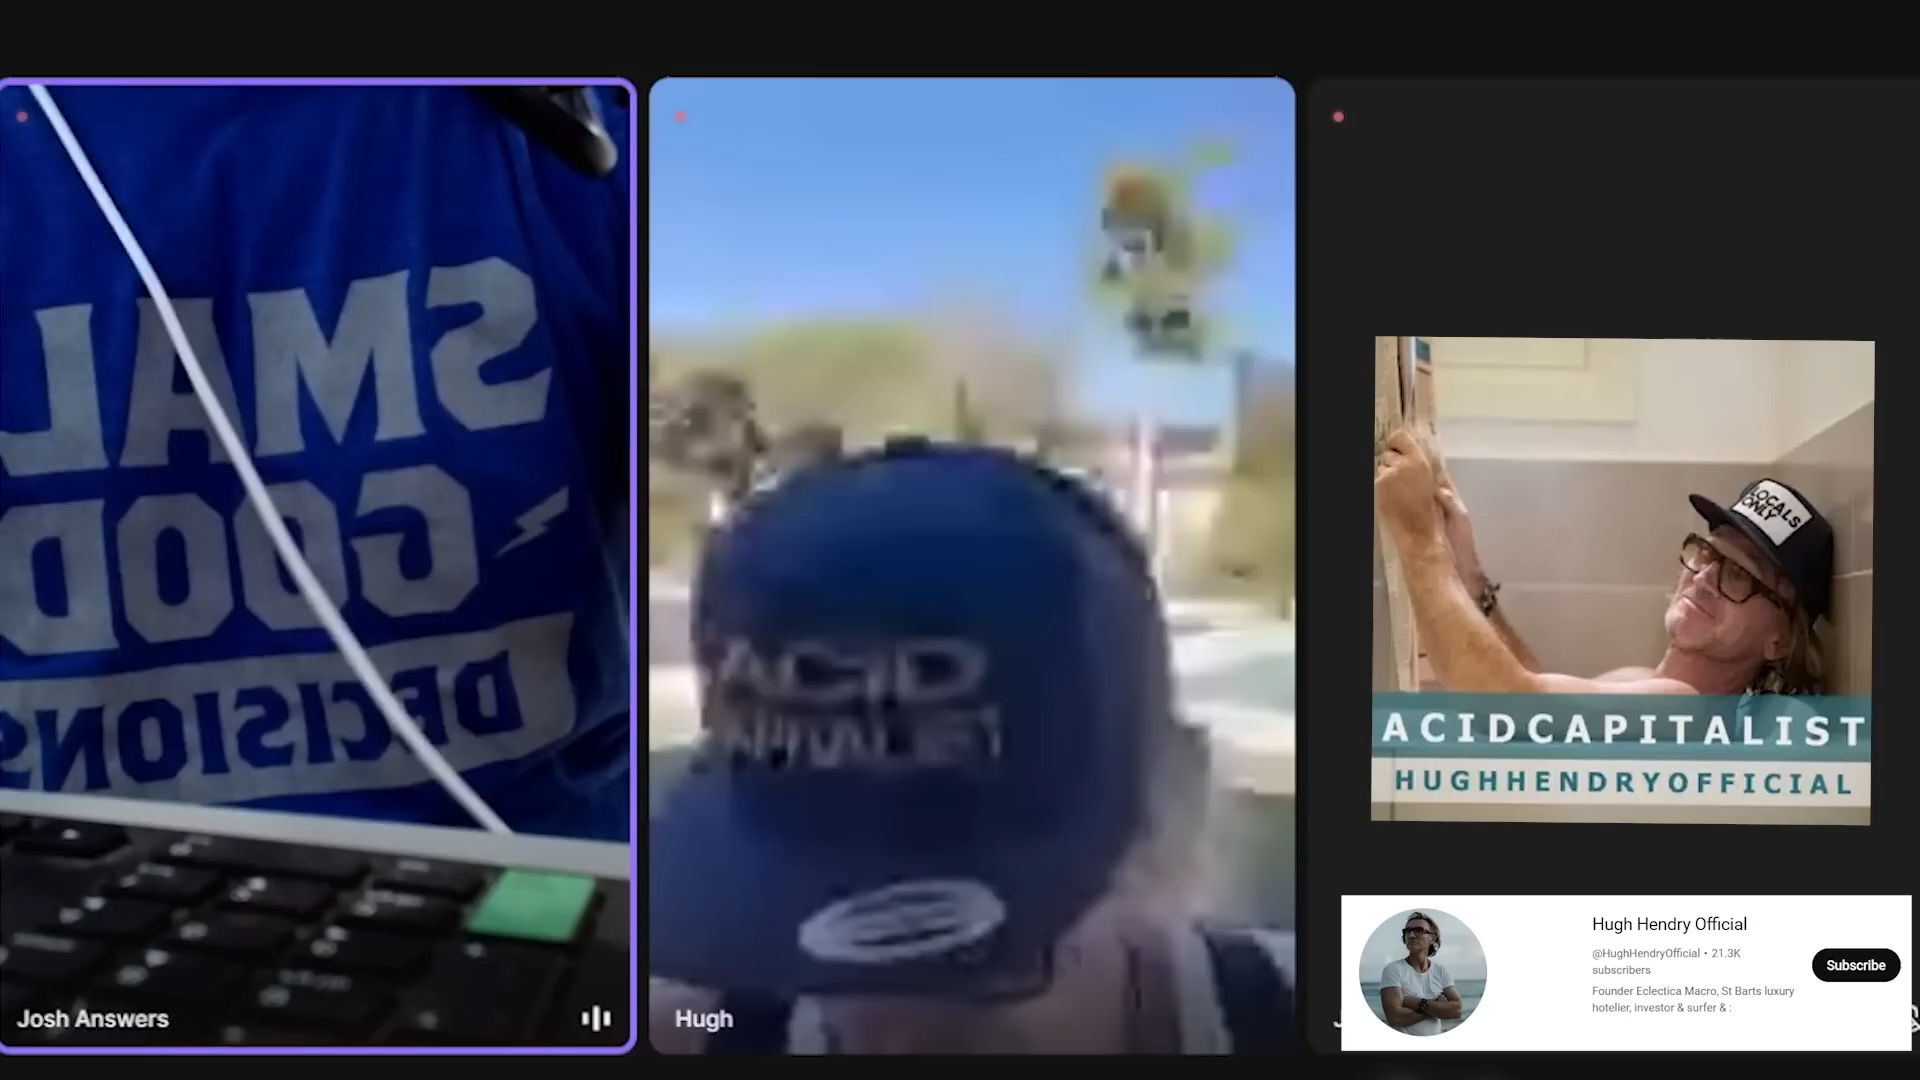 SMAL
GOOD
DECISIONS
Josh Answers
ACID
Hugh
LOCALS
ONLY
ACIDCAPITALIST
HUGHHENDRYOFFICIAL
Hugh Hendry Official
@HughHendryOfficial • 21.3K
subscribers
Founder Eclectica Macro, St Barts luxury
hotelier, investor & surfer & :
Subscribe